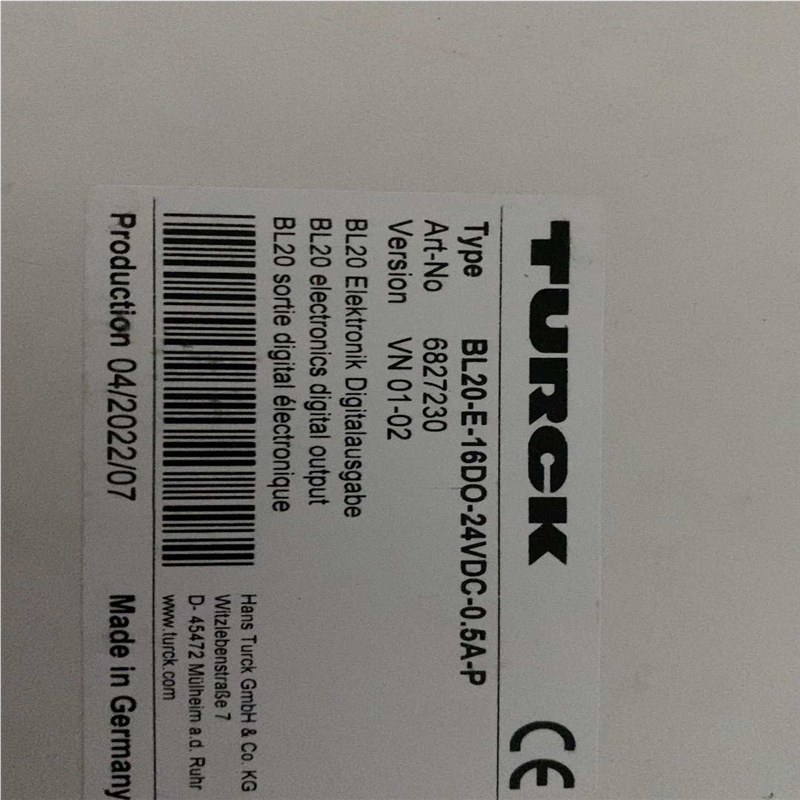 TURCK
CE
Type BL20-E-16DO-24VDC-0.5A-P
Art-No 6827230
Version VN 01-02
BL20 Elektronik Digitalausgabe
BL20 electronics digital output
BL20 sortie digital électronique
Hans Turck GmbH & Co. KG
Witzlebenstraße 7
D- 45472 Mülheim a.d. Ruhr
www.turck.com
Production 04/2022/07
Made in Germany